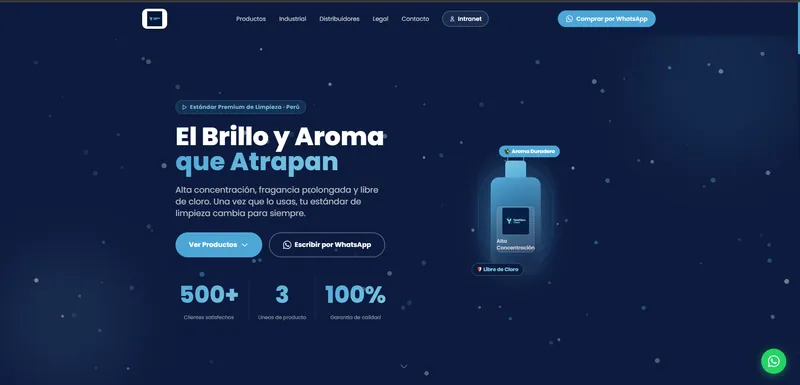 Productos
Industrial
Distribuidores
Legal
Contacto
Intranet
Comprar por WhatsApp
Estándar Premium de Limpieza · Perú
El Brillo y Aroma
que Atrapan
Alta concentración, fragancia prolongada y libre
de cloro. Una vez que lo usas, tu estándar de
limpieza cambia para siempre.
Ver Productos
Escribir por WhatsApp
500+
3
100%
Clientes satisfechos
Líneas de producto
Garantía de calidad
Aroma Duradero
Alta
Concentración
Libre de Cloro